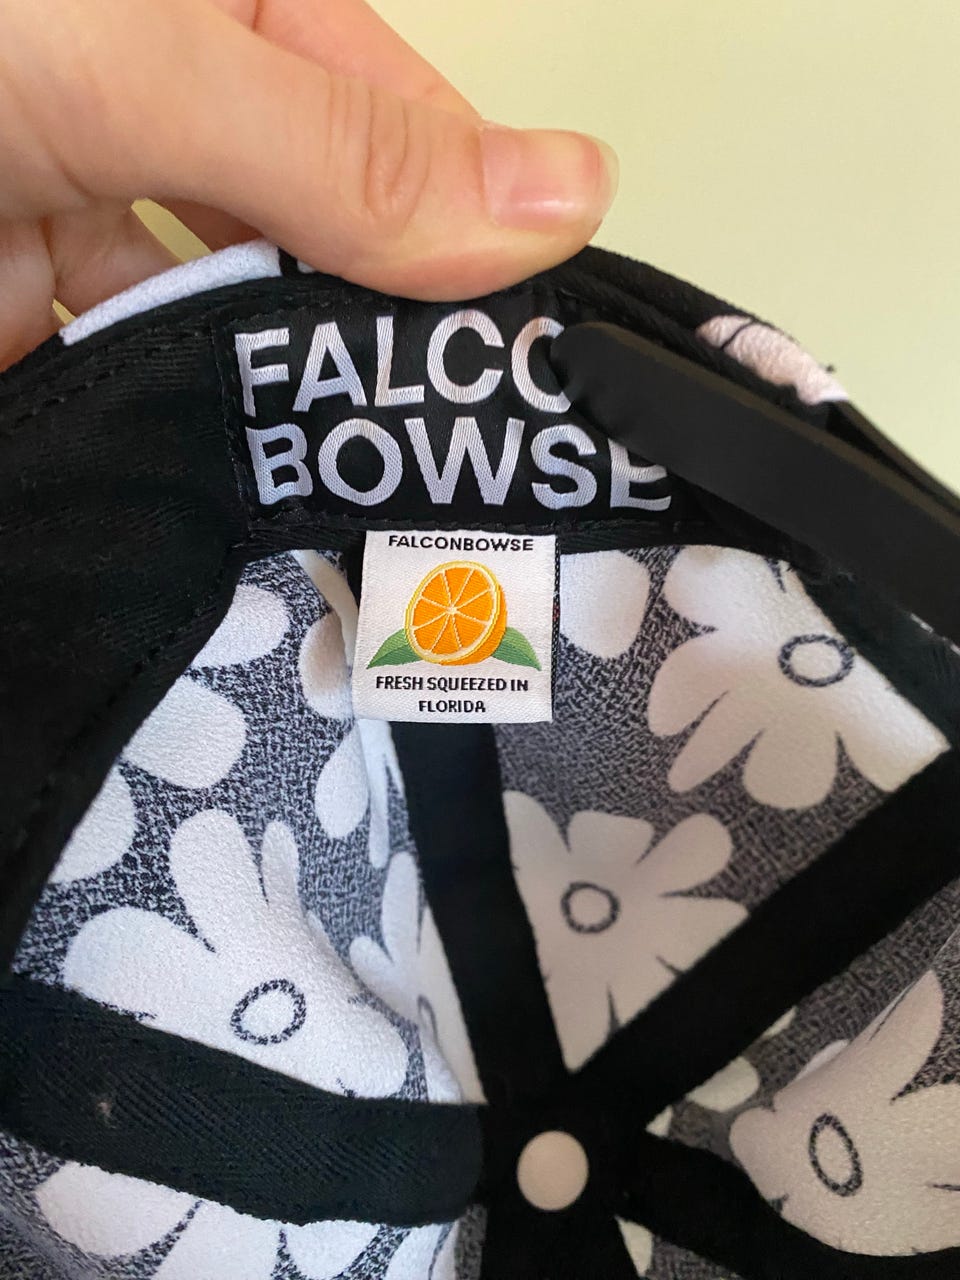 FALCO
BOWSE
FALCONBOWSE
FRESH SQUEEZED IN
FLORIDA